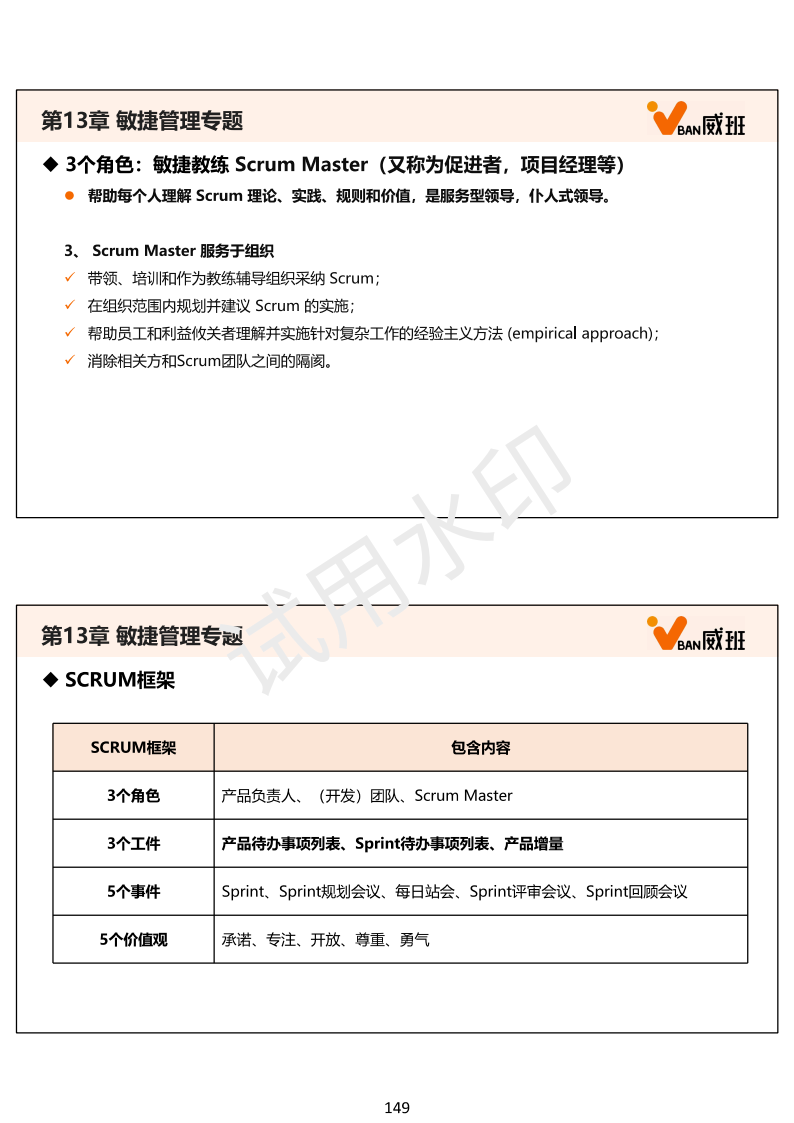 第13章 敏捷管理专题
BAN威班
◆ 3个角色：敏捷教练 Scrum Master（又称为促进者，项目经理等）
● 帮助每个人理解 Scrum 理论、实践、规则和价值，是服务型领导，仆人式领导。
3、 Scrum Master 服务于组织
✓ 带领、培训和作为教练辅导组织采纳 Scrum；
✓ 在组织范围内规划并建议 Scrum 的实施；
✓ 帮助员工和利益攸关者理解并实施针对复杂工作的经验主义方法 (empirical approach)；
✓ 消除相关方和Scrum团队之间的隔阂。
试用水印
第13章 敏捷管理专题
BAN威班
◆ SCRUM框架
SCRUM框架 包含内容
3个角色 产品负责人、（开发）团队、Scrum Master
3个工件 产品待办事项列表、Sprint待办事项列表、产品增量
5个事件 Sprint、Sprint规划会议、每日站会、Sprint评审会议、Sprint回顾会议
5个价值观 承诺、专注、开放、尊重、勇气
149